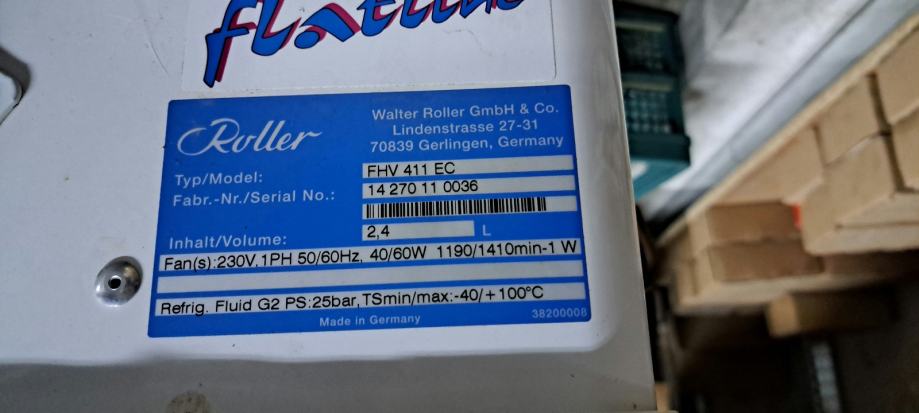 flatline
Roller
Walter Roller GmbH & Co.
Lindenstrasse 27-31
70839 Gerlingen, Germany
Typ/Model: FHV 411 EC
Fabr.-Nr./Serial No.: 14 270 11 0036
Inhalt/Volume: 2,4 L
Fan(s):230V,1PH 50/60Hz, 40/60W 1190/1410min-1 W
Refrig. Fluid G2 PS:25bar,TSmin/max:-40/+100°C
Made in Germany
38200008